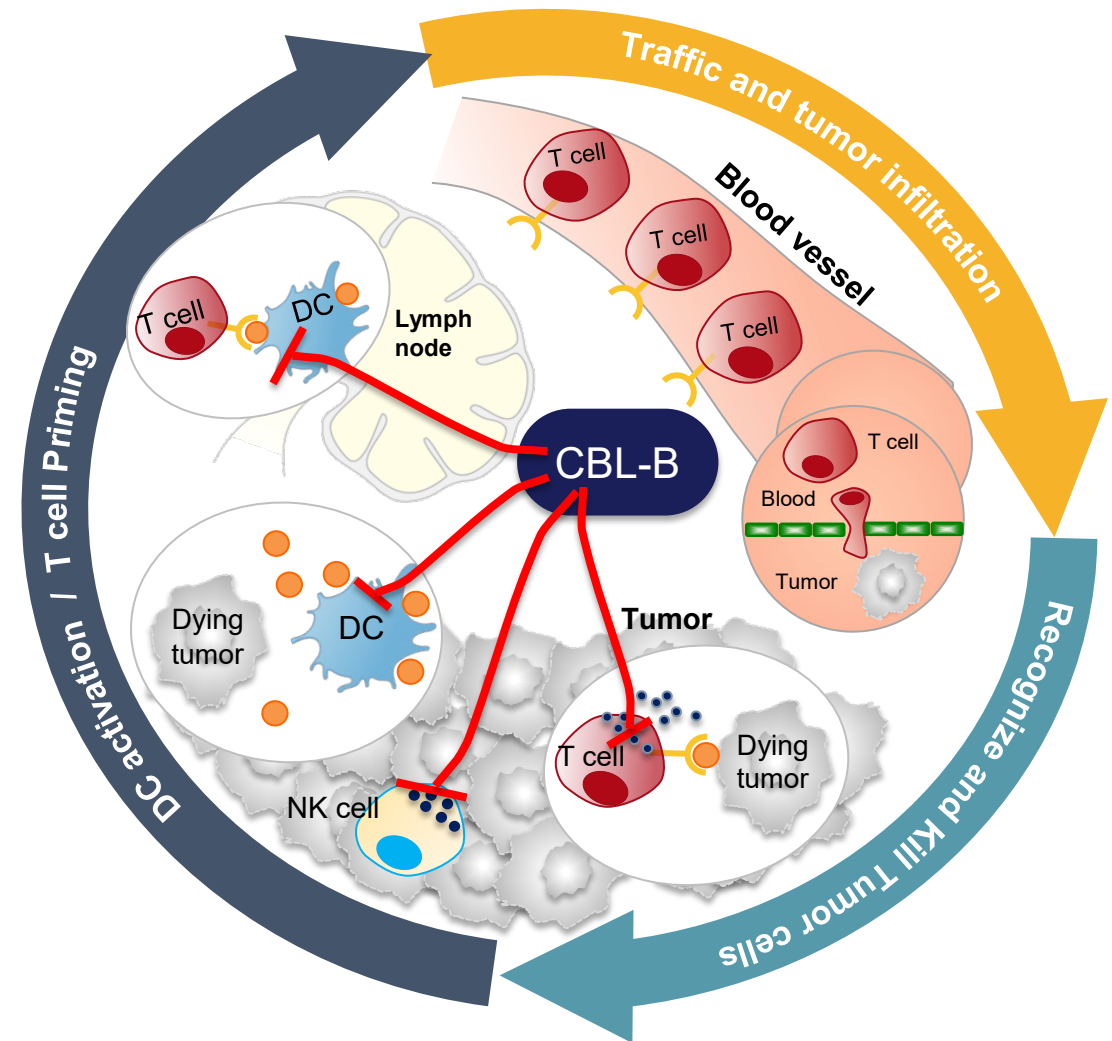 Traffic and tumor infiltration
T cell
T cell
T cell
Blood vessel
T cell
DC
Lymph
node
CBL-B
T cell
Blood
Tumor
Dying
tumor
DC
Tumor
T cell
Dying
tumor
NK cell
DC activation / T cell Priming
Recognize and Kill Tumor cells